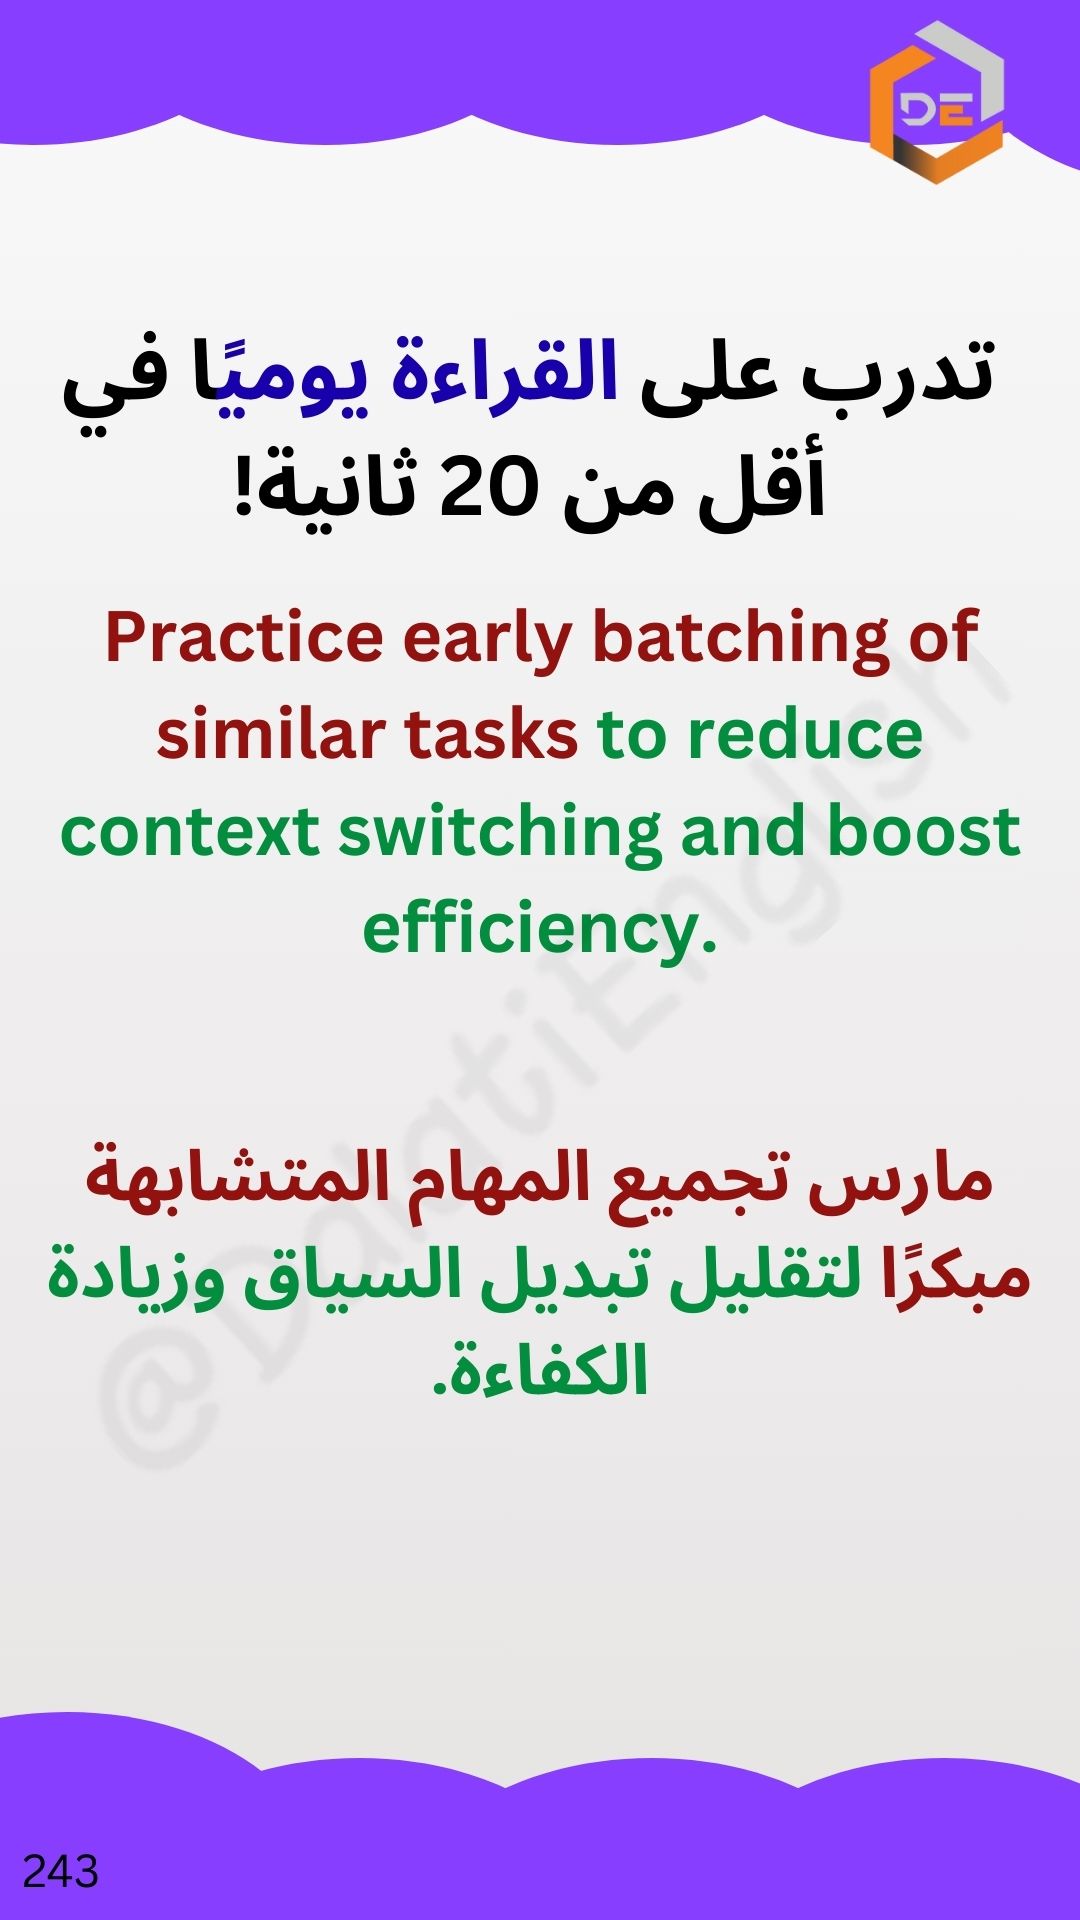 DE
تدرب على القراءة يوميًا في
أقل من 20 ثانية!
Practice early batching of
similar tasks to reduce
context switching and boost
efficiency.
@DalatiEnglish
مارس تجميع المهام المتشابهة
مبكرًا لتقليل تبديل السياق وزيادة
الكفاءة.
243